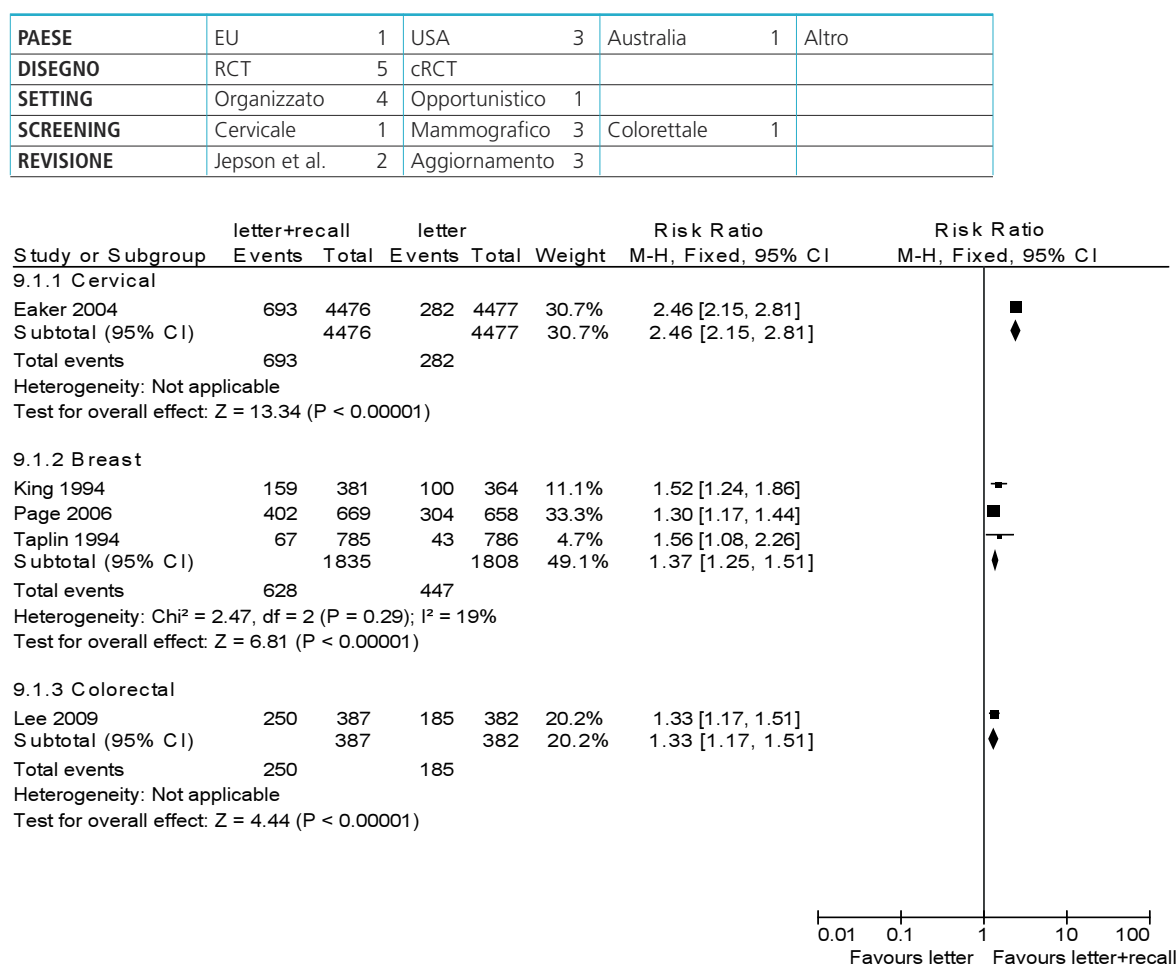 PAESE EU 1 USA 3 Australia 1 Altro
DISEGNO RCT 5 cRCT
SETTING Organizzato 4 Opportunistico 1
SCREENING Cervicale 1 Mammografico 3 Colorettale 1
REVISIONE Jepson et al. 2 Aggiornamento 3
letter+recall letter Risk Ratio Risk Ratio
Study or Subgroup Events Total Events Total Weight M-H, Fixed, 95% CI M-H, Fixed, 95% CI
9.1.1 Cervical
Eaker 2004 693 4476 282 4477 30.7% 2.46 [2.15, 2.81]
Subtotal (95% CI) 4476 4477 30.7% 2.46 [2.15, 2.81]
Total events 693 282
Heterogeneity: Not applicable
Test for overall effect: Z = 13.34 (P < 0.00001)
9.1.2 Breast
King 1994 159 381 100 364 11.1% 1.52 [1.24, 1.86]
Page 2006 402 669 304 658 33.3% 1.30 [1.17, 1.44]
Taplin 1994 67 785 43 786 4.7% 1.56 [1.08, 2.26]
Subtotal (95% CI) 1835 1808 49.1% 1.37 [1.25, 1.51]
Total events 628 447
Heterogeneity: Chi² = 2.47, df = 2 (P = 0.29); I² = 19%
Test for overall effect: Z = 6.81 (P < 0.00001)
9.1.3 Colorectal
Lee 2009 250 387 185 382 20.2% 1.33 [1.17, 1.51]
Subtotal (95% CI) 387 382 20.2% 1.33 [1.17, 1.51]
Total events 250 185
Heterogeneity: Not applicable
Test for overall effect: Z = 4.44 (P < 0.00001)
0.01 0.1 1 10 100
Favours letter Favours letter+recall